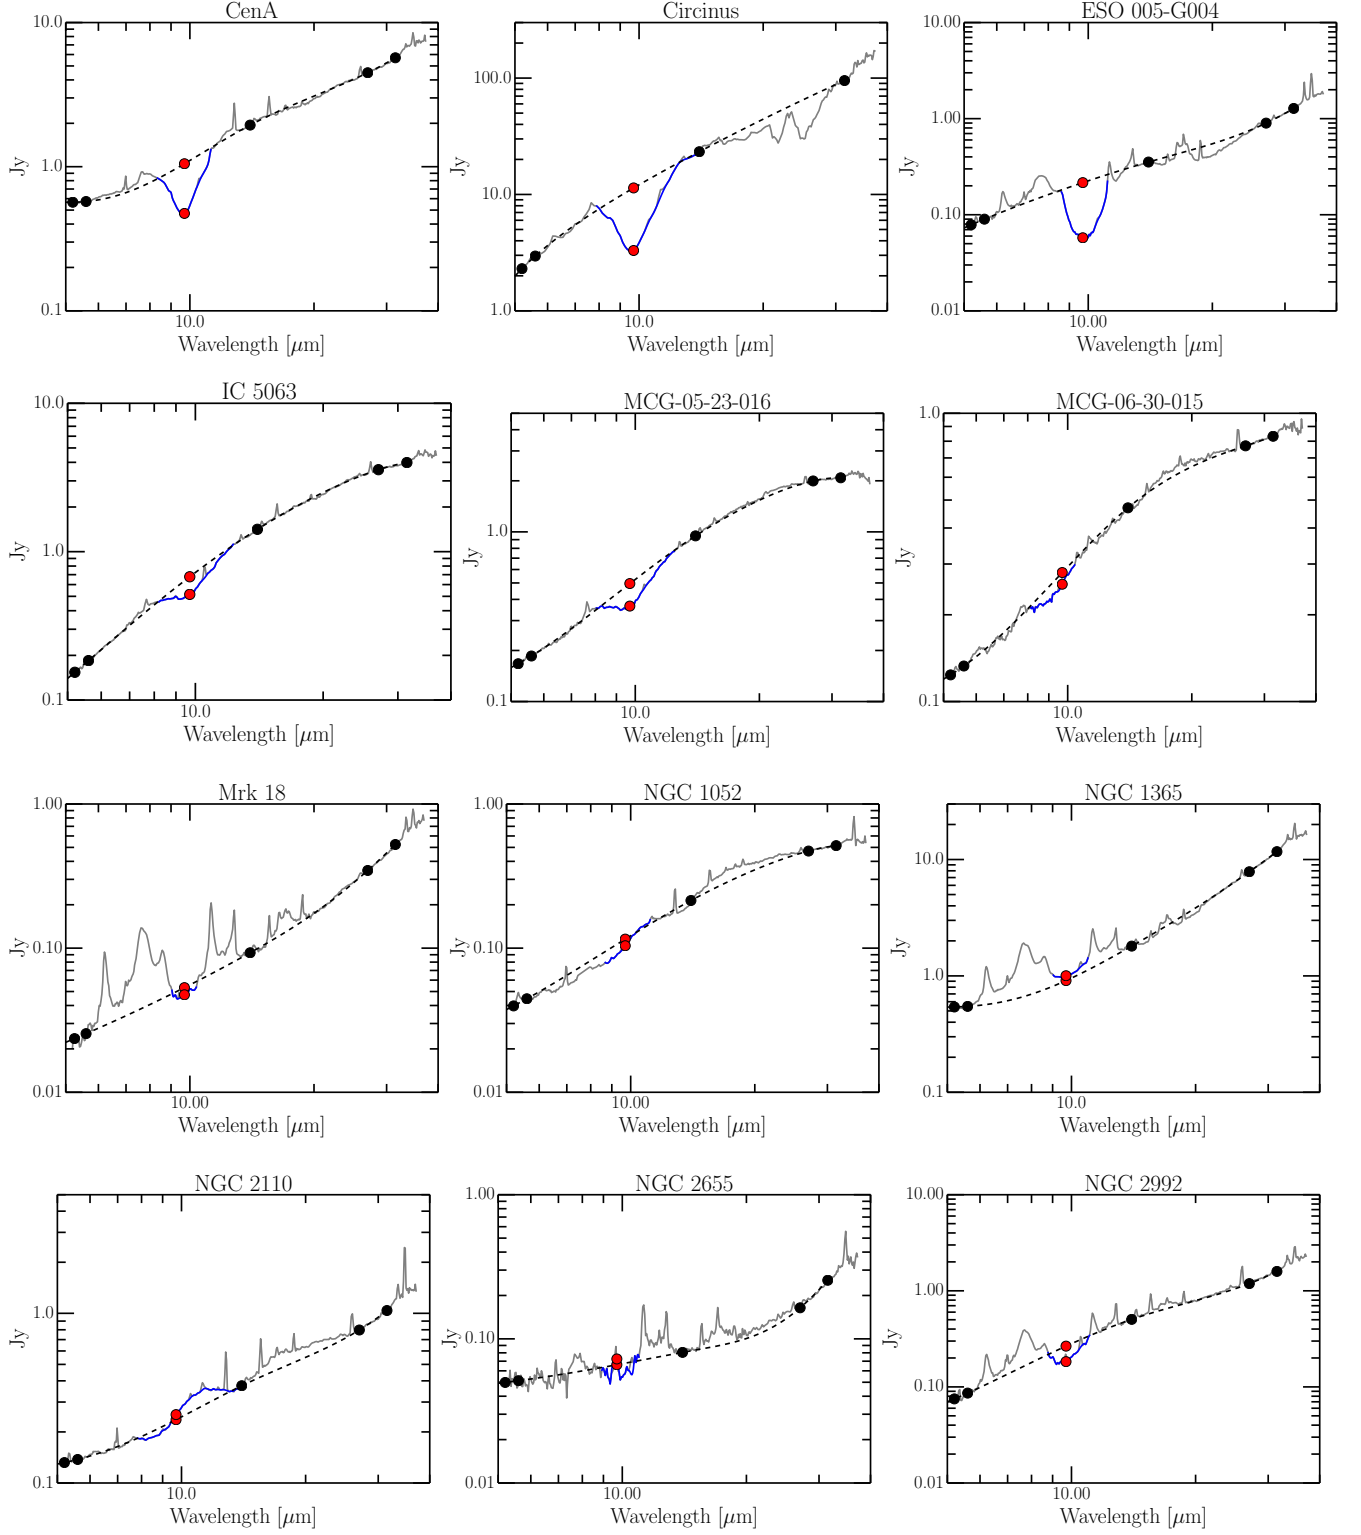 CenA
Jy
10.0
1.0
0.1
10.0
Wavelength [μm]
Circinus
Jy
100.0
10.0
1.0
10.0
Wavelength [μm]
ESO 005-G004
Jy
10.00
1.00
0.10
0.01
10.00
Wavelength [μm]
IC 5063
Jy
10.0
1.0
0.1
10.0
Wavelength [μm]
MCG-05-23-016
Jy
1.0
0.1
10.0
Wavelength [μm]
MCG-06-30-015
Jy
1.0
0.1
10.0
Wavelength [μm]
Mrk 18
Jy
1.00
0.10
0.01
10.00
Wavelength [μm]
NGC 1052
Jy
1.00
0.10
0.01
10.00
Wavelength [μm]
NGC 1365
Jy
10.0
1.0
0.1
10.0
Wavelength [μm]
NGC 2110
Jy
1.0
0.1
10.0
Wavelength [μm]
NGC 2655
Jy
1.00
0.10
0.01
10.00
Wavelength [μm]
NGC 2992
Jy
10.00
1.00
0.10
0.01
10.00
Wavelength [μm]